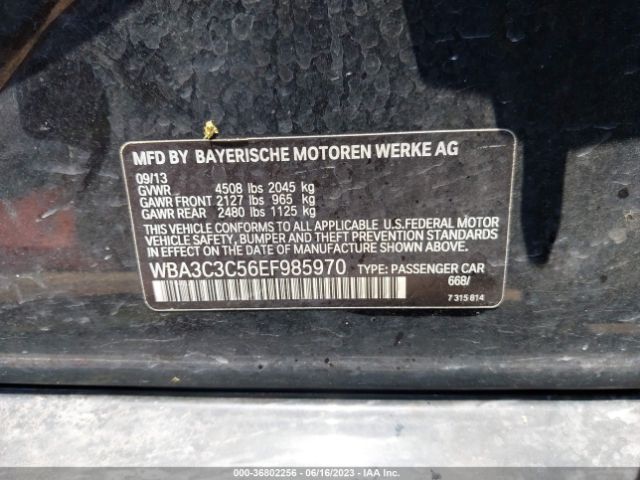 MFD BY BAYERISCHE MOTOREN WERKE AG
09/13
GVWR 4508 lbs 2045 kg
GAWR FRONT 2127 lbs 965 kg
GAWR REAR 2480 lbs 1125 kg
THIS VEHICLE CONFORMS TO ALL APPLICABLE U.S.FEDERAL MOTOR
VEHICLE SAFETY, BUMPER AND THEFT PREVENTION STANDARDS
IN EFFECT ON THE DATE OF MANUFACTURE SHOWN ABOVE.
WBA3C3C56EF985970 TYPE: PASSENGER CAR
668/
7 315 814
000-36802256 - 06/16/2023 - IAA Inc.